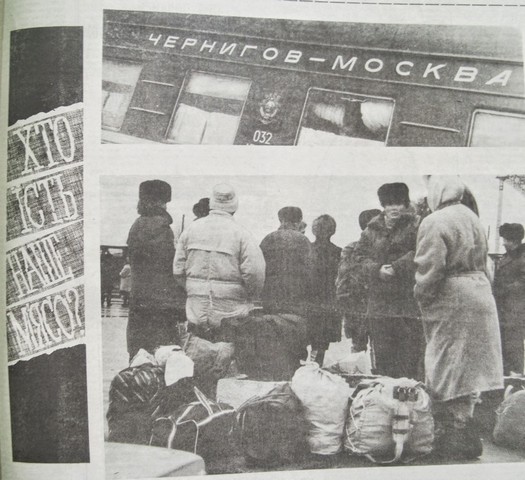 ЧЕРНИГОВ–МОСКВА
032
ХТО
ЇСТЬ
НАШЕ
М'ЯСО?